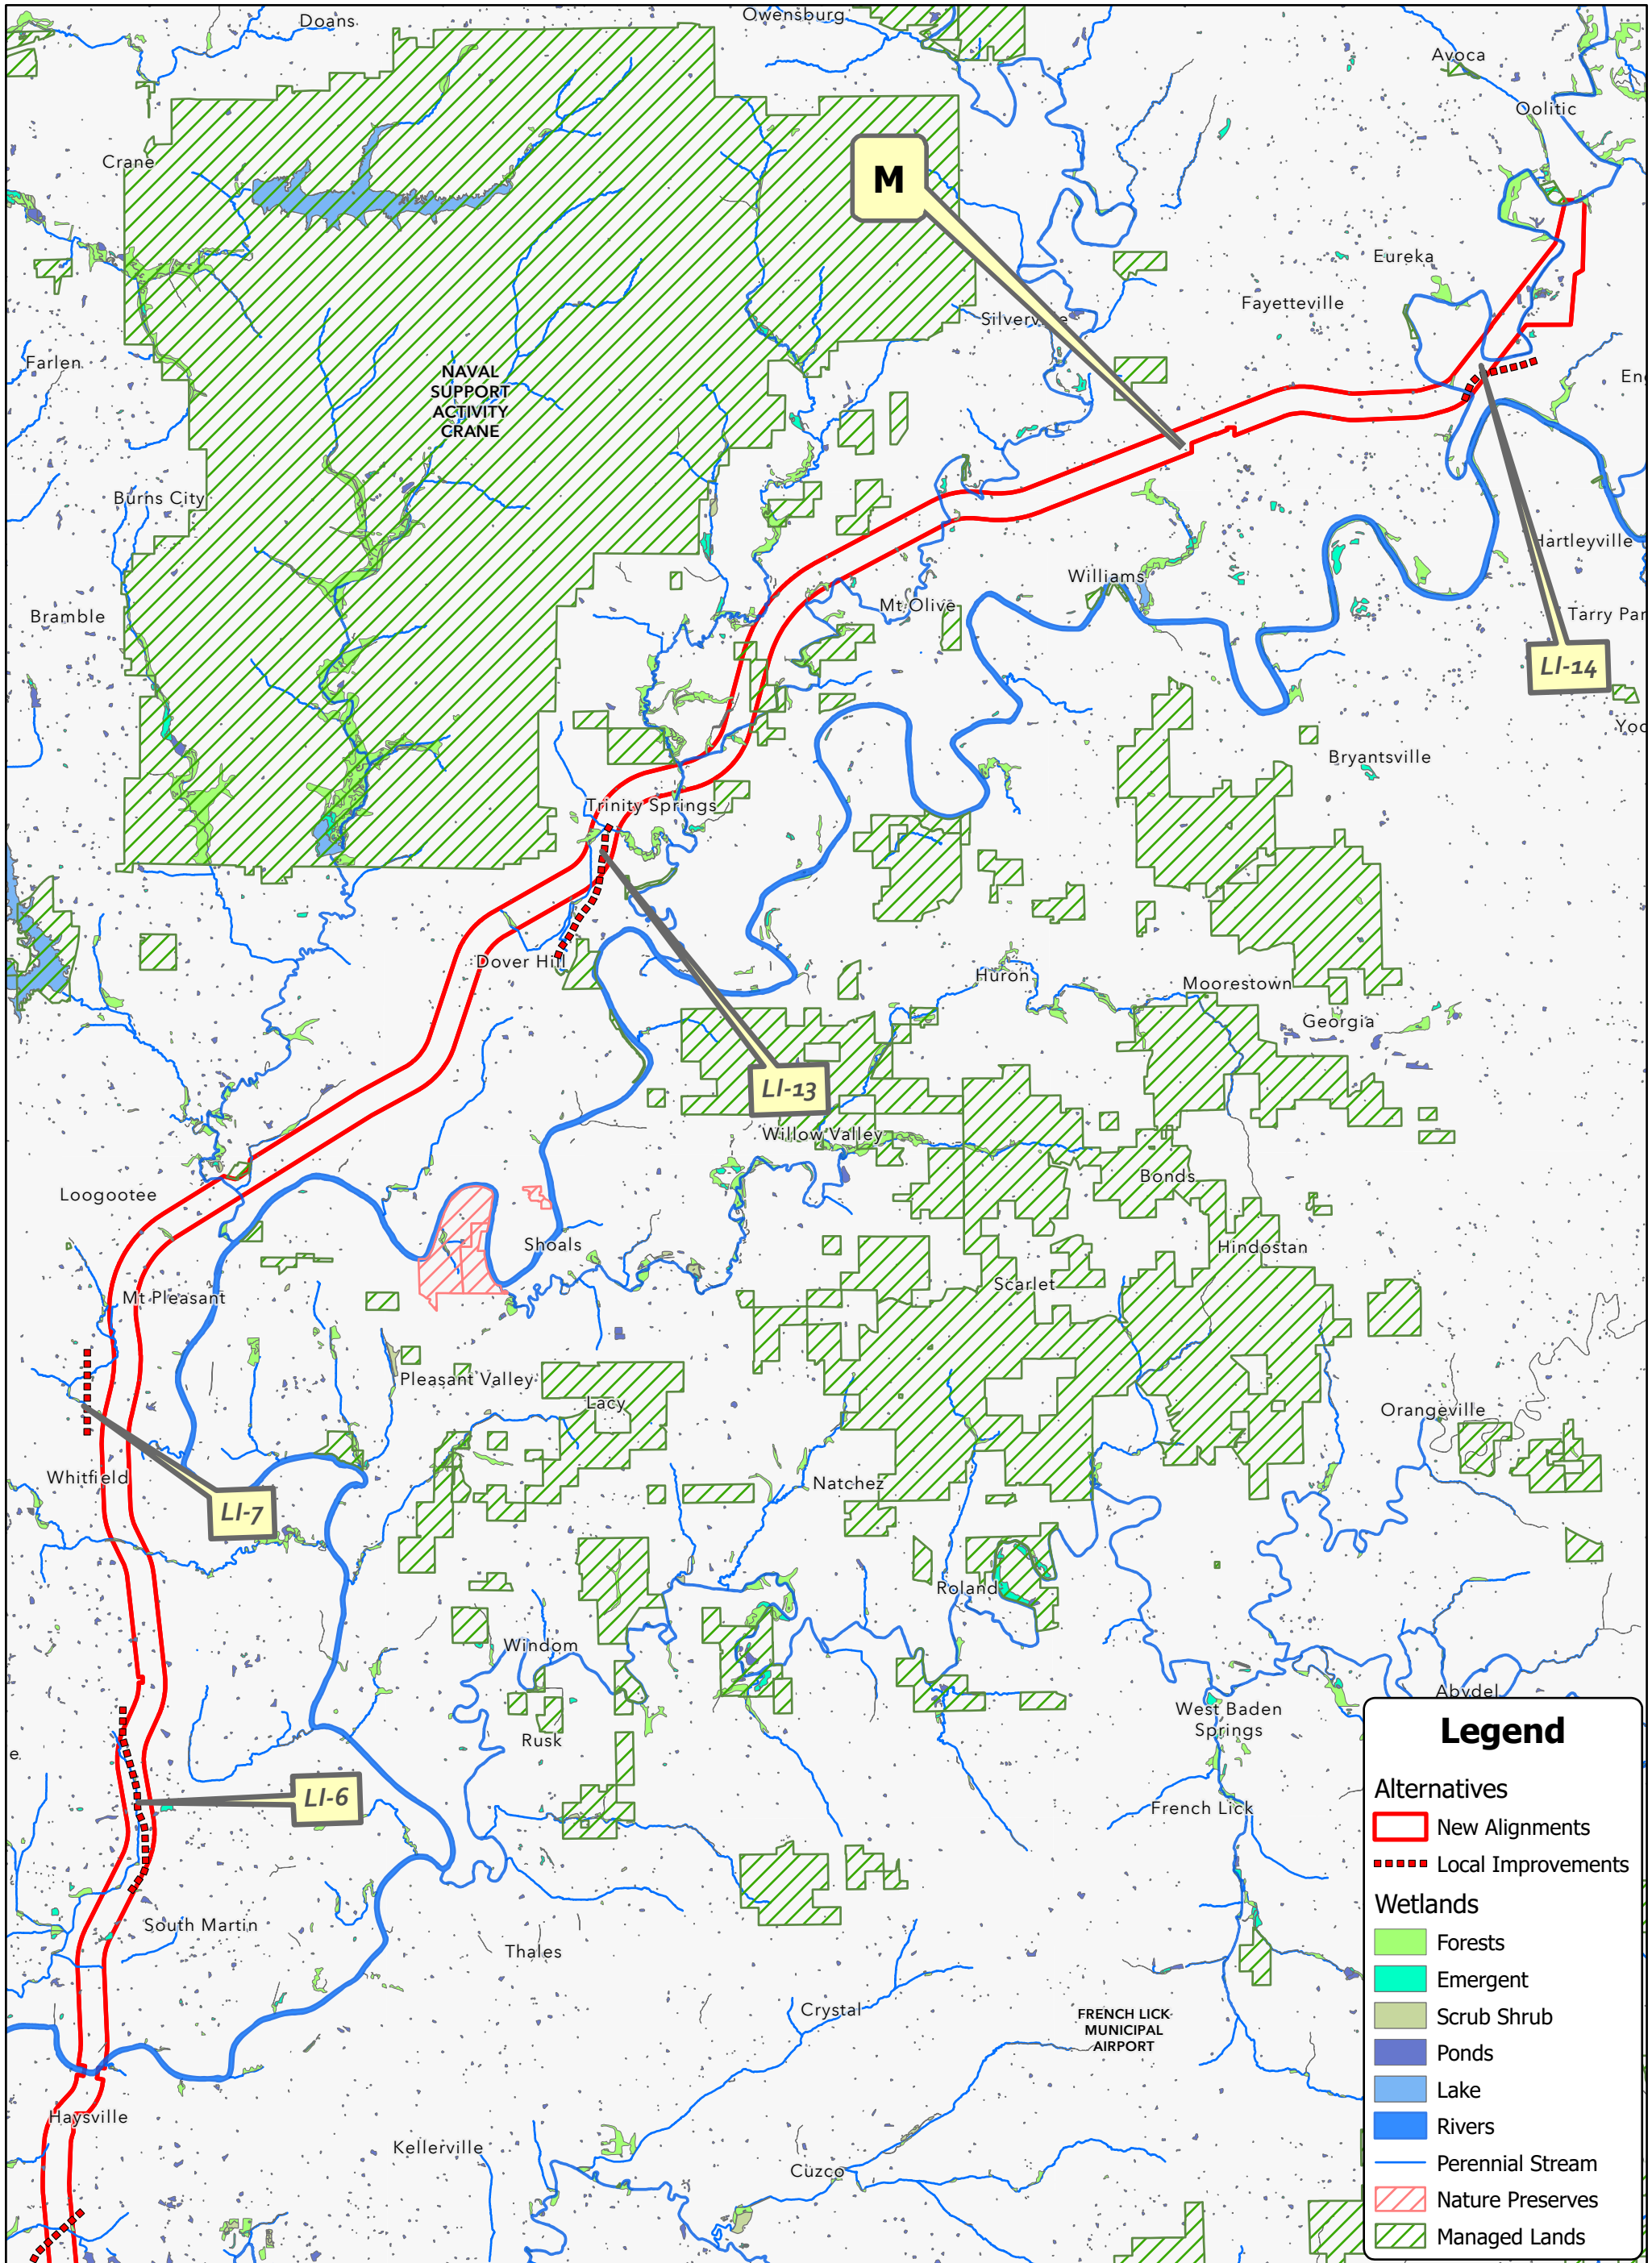 Doans
Owensburg
Avoca
Oolitic
Crane
M
Eureka
Fayetteville
Silverv
e
Farlen
En
NAVAL
SUPPORT
ACTIVITY
CRANE
Burns City
Hartleyville
Williams
Mt Olive
Bramble
Tarry Par
LI-14
Yoc
Bryantsville
Trinity Springs
Dover Hill
Huron
Moorestown
Georgia
LI-13
Willow Valley
Bonds
Loogootee
Shoals
Hindostan
Scarlet
Mt Pleasant
Pleasant Valley
Lacy
Orangeville
Whitfield
Natchez
LI-7
Roland
Windom
Abydel
West Baden
Springs
Rusk
e
LI-6
French Lick
South Martin
Thales
Crystal
FRENCH LICK
MUNICIPAL
AIRPORT
Haysville
Kellerville
Cuzco
Legend
Alternatives
New Alignments
Local Improvements
Wetlands
Forests
Emergent
Scrub Shrub
Ponds
Lake
Rivers
Perennial Stream
Nature Preserves
Managed Lands